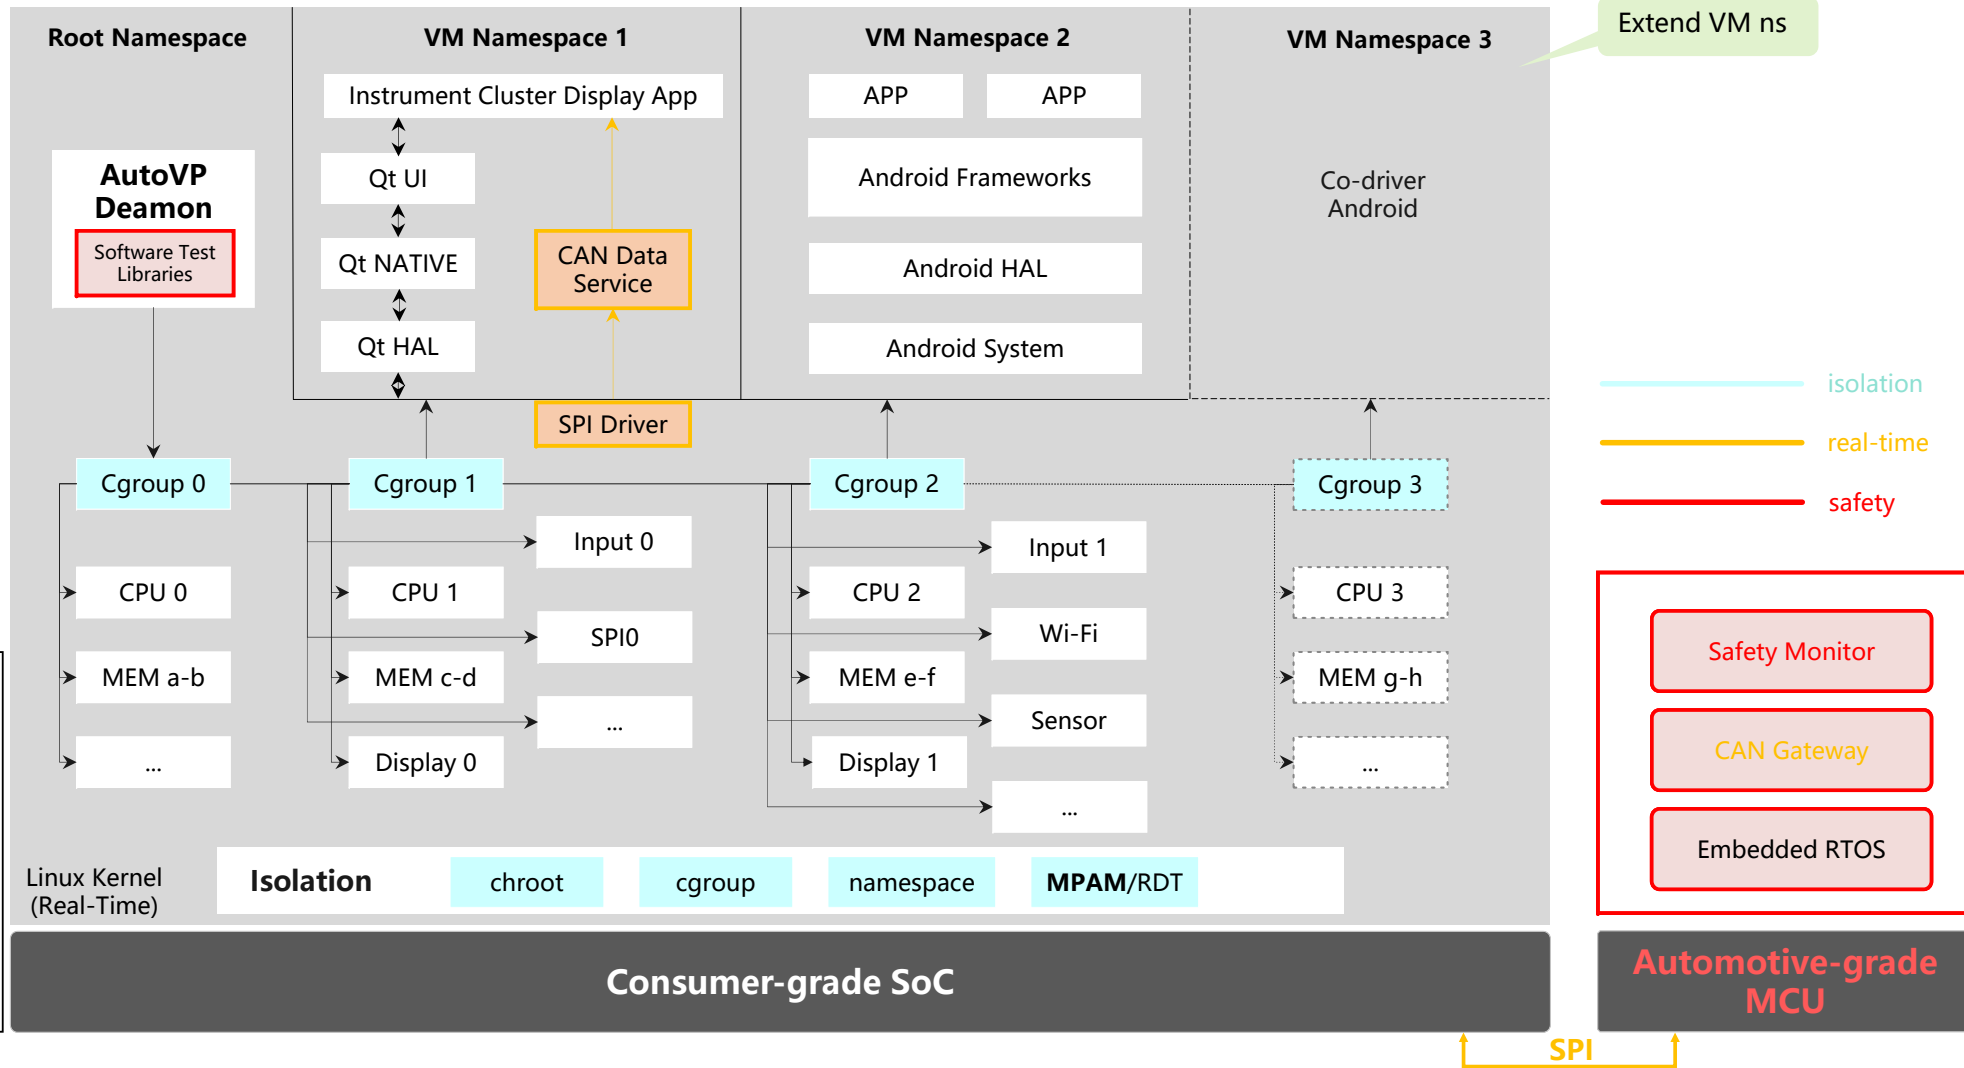 Extend VM ns
Root Namespace
VM Namespace 1
VM Namespace 2
VM Namespace 3
AutoVP
Deamon
Software Test
Libraries
Instrument Cluster Display App
Qt UI
Qt NATIVE
Qt HAL
CAN Data
Service
SPI Driver
APP
APP
Android Frameworks
Android HAL
Android System
Co-driver
Android
isolation
real-time
safety
Cgroup 0
Cgroup 1
Cgroup 2
Cgroup 3
CPU 0
MEM a-b
...
CPU 1
MEM c-d
Display 0
Input 0
SPI0
...
CPU 2
MEM e-f
Display 1
Input 1
Wi-Fi
Sensor
...
CPU 3
MEM g-h
...
Safety Monitor
CAN Gateway
Embedded RTOS
Linux Kernel
(Real-Time)
Isolation
chroot
cgroup
namespace
MPAM/RDT
Consumer-grade SoC
Automotive-grade
MCU
SPI